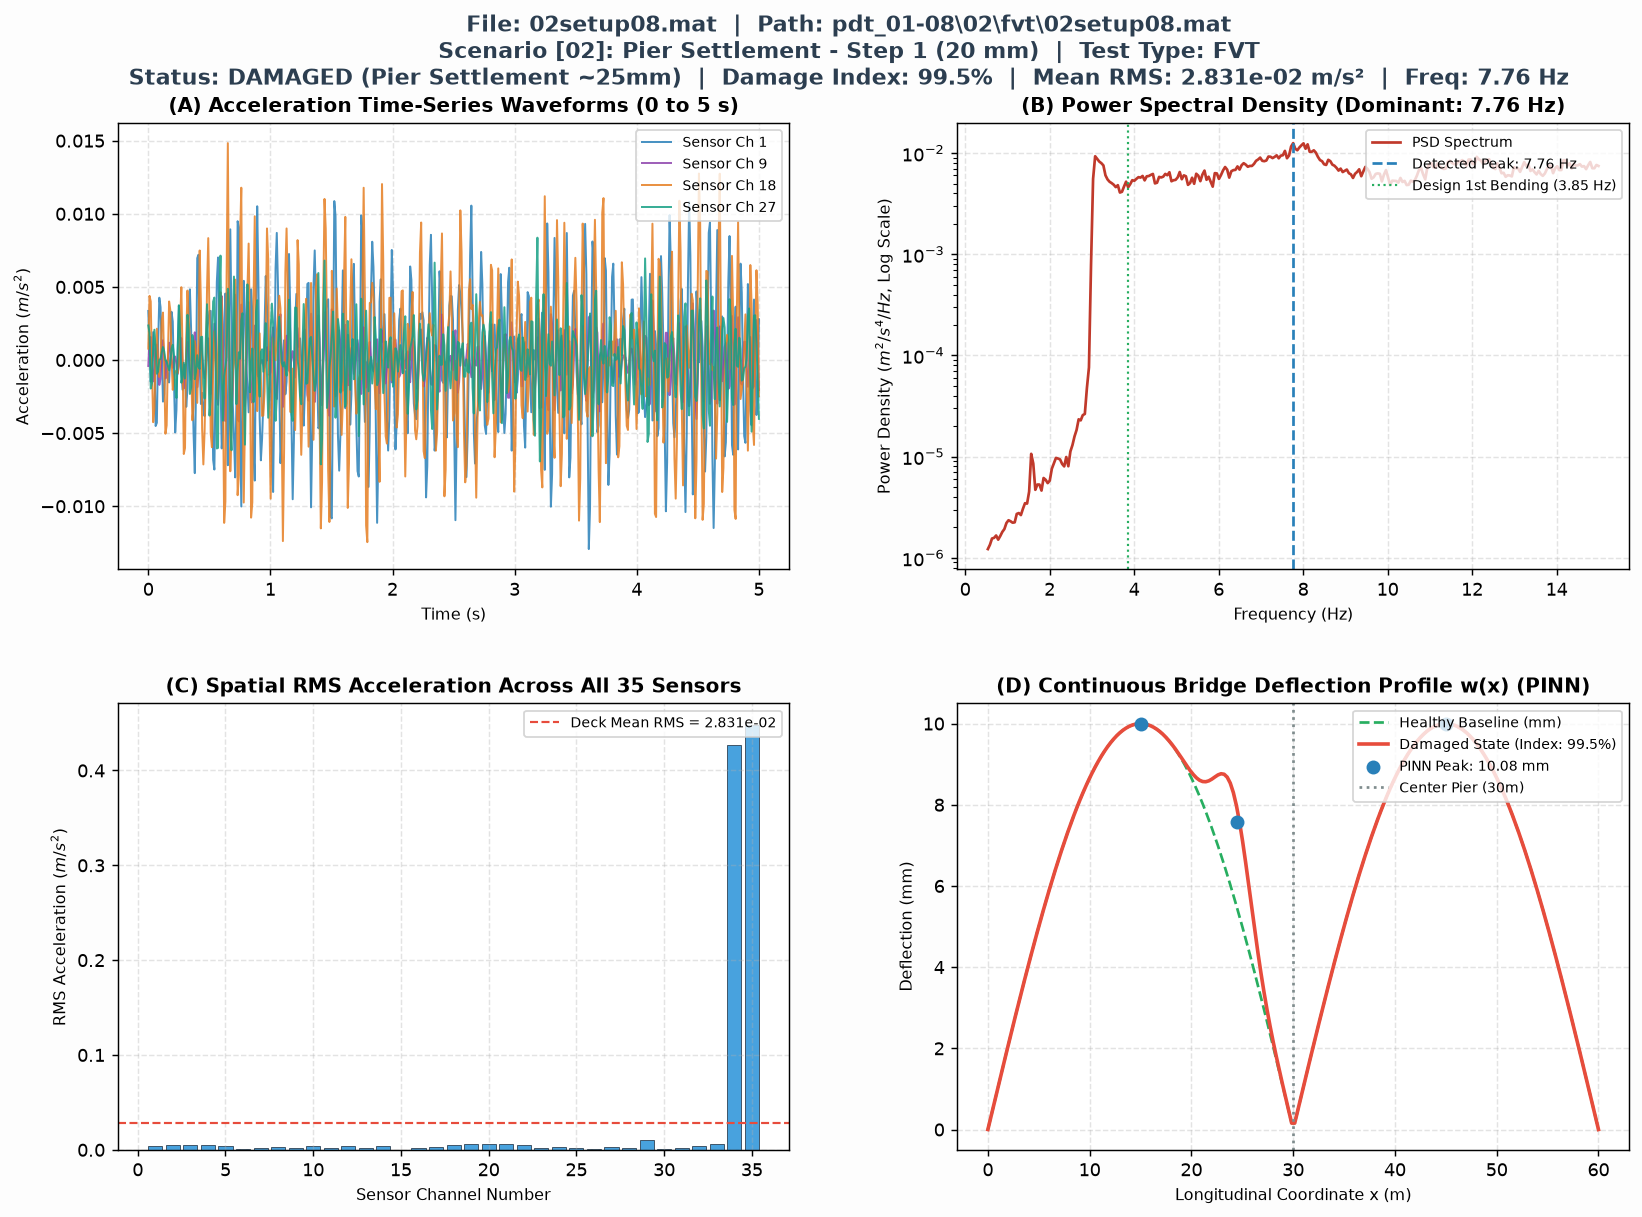 File: 02setup08.mat  |  Path: pdt_01-08\02\fvt\02setup08.mat
Scenario [02]: Pier Settlement - Step 1 (20 mm)  |  Test Type: FVT
Status: DAMAGED (Pier Settlement ~25mm)  |  Damage Index: 99.5%  |  Mean RMS: 2.831e-02 m/s²  |  Freq: 7.76 Hz
(A) Acceleration Time-Series Waveforms (0 to 5 s)
Sensor Ch 1
Sensor Ch 9
Sensor Ch 18
Sensor Ch 27
0.015
0.010
0.005
0.000
−0.005
−0.010
Acceleration (m/s²)
0 1 2 3 4 5
Time (s)
(B) Power Spectral Density (Dominant: 7.76 Hz)
PSD Spectrum
Detected Peak: 7.76 Hz
Design 1st Bending (3.85 Hz)
10⁻²
10⁻³
10⁻⁴
10⁻⁵
10⁻⁶
Power Density (m²/s⁴/Hz, Log Scale)
0 2 4 6 8 10 12 14
Frequency (Hz)
(C) Spatial RMS Acceleration Across All 35 Sensors
Deck Mean RMS = 2.831e-02
0.4
0.3
0.2
0.1
0.0
RMS Acceleration (m/s²)
0 5 10 15 20 25 30 35
Sensor Channel Number
(D) Continuous Bridge Deflection Profile w(x) (PINN)
Healthy Baseline (mm)
Damaged State (Index: 99.5%)
PINN Peak: 10.08 mm
Center Pier (30m)
10
8
6
4
2
0
Deflection (mm)
0 10 20 30 40 50 60
Longitudinal Coordinate x (m)